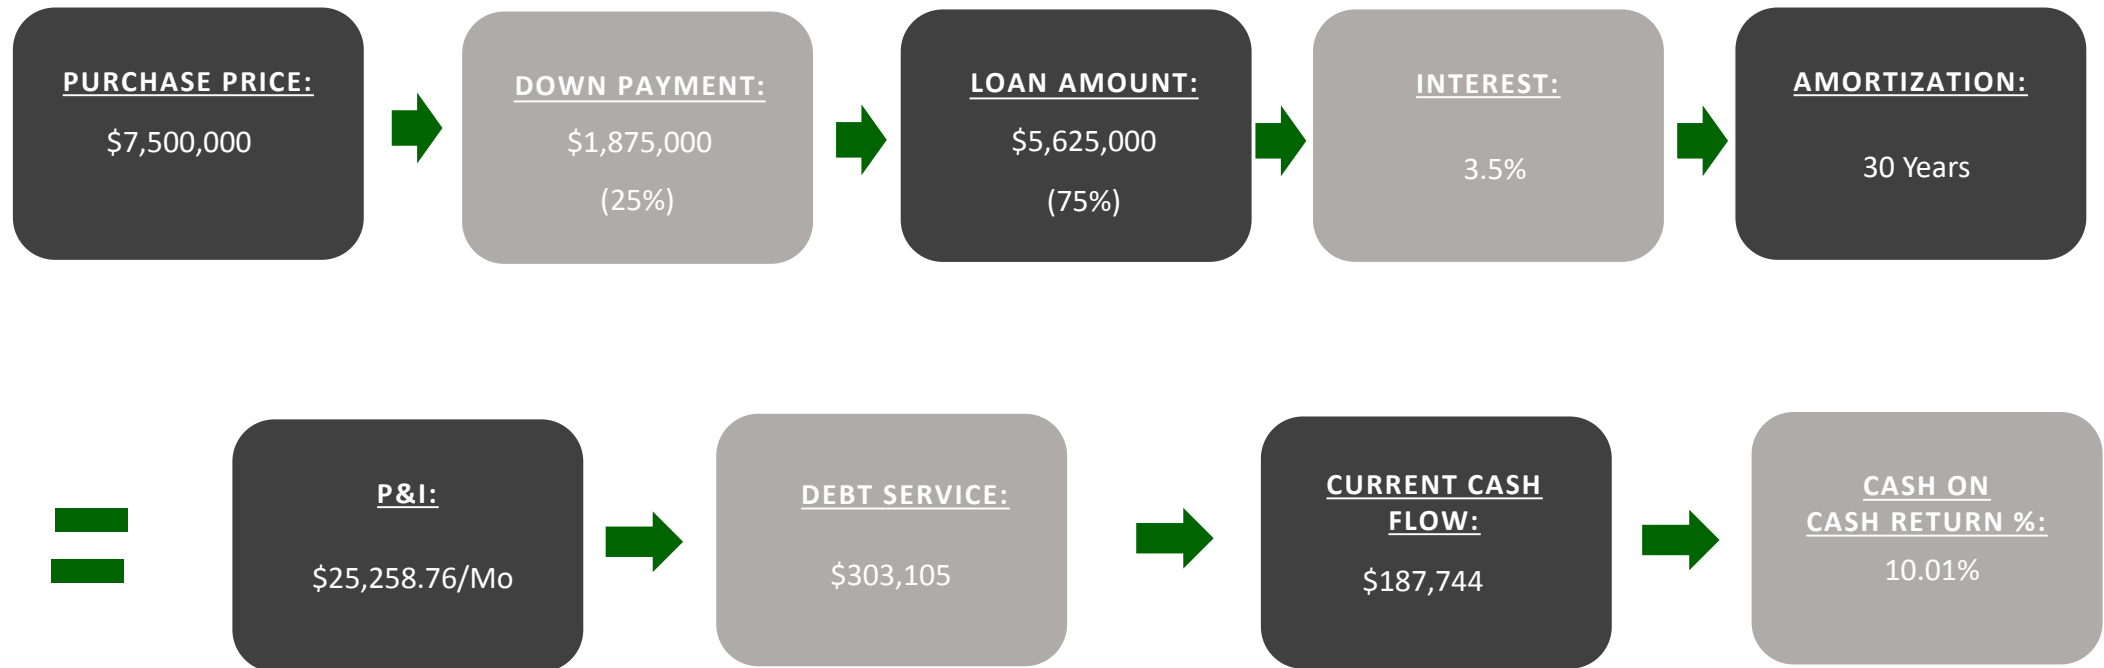 PURCHASE PRICE:
$7,500,000
DOWN PAYMENT:
$1,875,000
(25%)
LOAN AMOUNT:
$5,625,000
(75%)
INTEREST:
3.5%
AMORTIZATION:
30 Years
P&I:
$25,258.76/Mo
DEBT SERVICE:
$303,105
CURRENT CASH
FLOW:
$187,744
CASH ON
CASH RETURN %:
10.01%